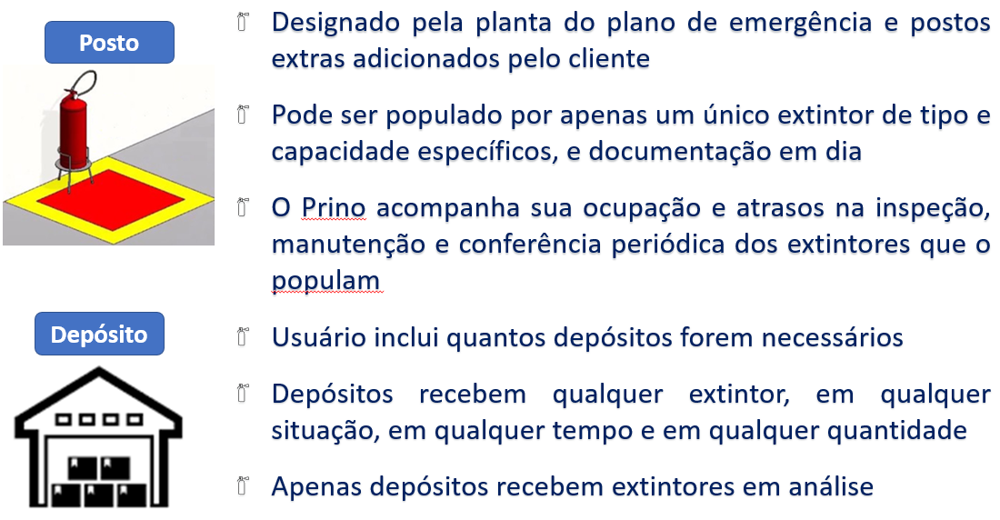 Posto
Designado pela planta do plano de emergência e postos
extras adicionados pelo cliente
Pode ser populado por apenas um único extintor de tipo e
capacidade específicos, e documentação em dia
O Prino acompanha sua ocupação e atrasos na inspeção,
manutenção e conferência periódica dos extintores que o
populam
Depósito
Usuário inclui quantos depósitos forem necessários
Depósitos recebem qualquer extintor, em qualquer
situação, em qualquer tempo e em qualquer quantidade
Apenas depósitos recebem extintores em análise